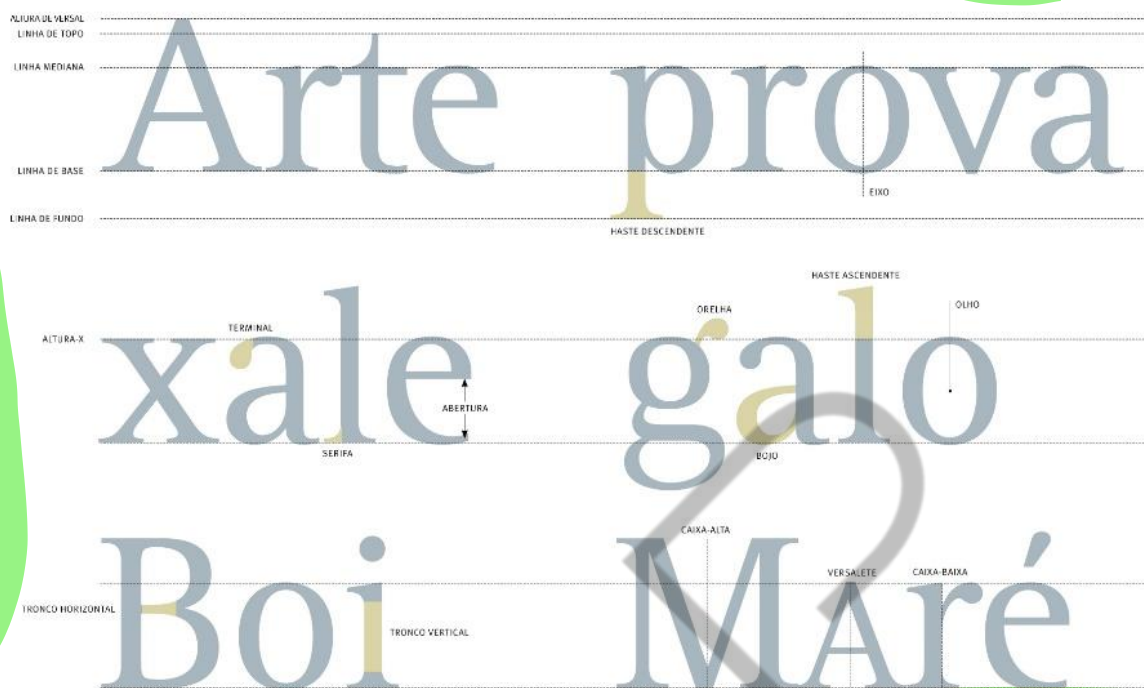 ALTURA DE VERSAL
LINHA DE TOPO
LINHA MEDIANA
Arte prova
LINHA DE BASE
EIXO
LINHA DE FUNDO
HASTE DESCENDENTE
HASTE ASCENDENTE
TERMINAL
ORELHA
OLHO
ALTURA-X
xale galo
ABERTURA
SERIFA
BOJO
CAIXA-ALTA
VERSALETE
CAIXA-BAIXA
Boi MAré
TRONCO HORIZONTAL
TRONCO VERTICAL